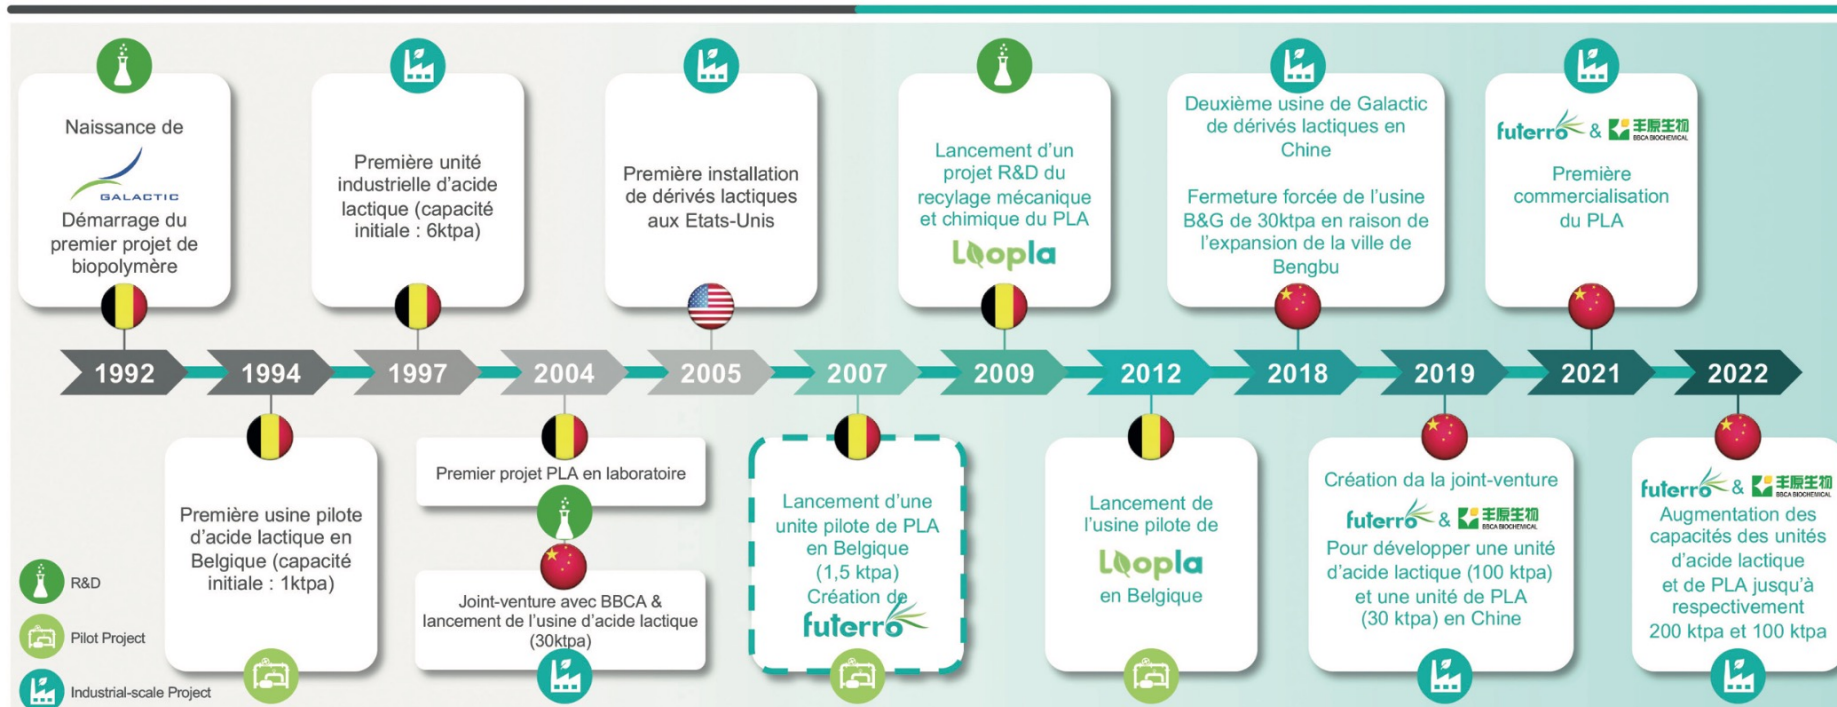 Naissance de
GALACTIC
Démarrage du
premier projet de
biopolymère
Première unité
industrielle d'acide
lactique (capacité
initiale : 6ktpa)
Première installation
de dérivés lactiques
aux Etats-Unis
Lancement d'un
projet R&D du
recylage mécanique
et chimique du PLA
Loopla
Deuxième usine de Galactic
de dérivés lactiques en
Chine
Fermeture forcée de l'usine
B&G de 30ktpa en raison de
l'expansion de la ville de
Bengbu
futerro & 丰原生物
BBCA BIOCHEMICAL
Première
commercialisation
du PLA
1992 1994 1997 2004 2005 2007 2009 2012 2018 2019 2021 2022
Première usine pilote
d'acide lactique en
Belgique (capacité
initiale : 1ktpa)
Premier projet PLA en laboratoire
Joint-venture avec BBCA &
lancement de l'usine d'acide lactique
(30ktpa)
Lancement d'une
unite pilote de PLA
en Belgique
(1,5 ktpa)
Création de
futerro
Lancement de
l'usine pilote de
Loopla
en Belgique
Création da la joint-venture
futerro & 丰原生物
BBCA BIOCHEMICAL
Pour développer une unité
d'acide lactique (100 ktpa)
et une unité de PLA
(30 ktpa) en Chine
futerro & 丰原生物
BBCA BIOCHEMICAL
Augmentation des
capacités des unités
d'acide lactique
et de PLA jusqu'à
respectivement
200 ktpa et 100 ktpa
R&D
Pilot Project
Industrial-scale Project